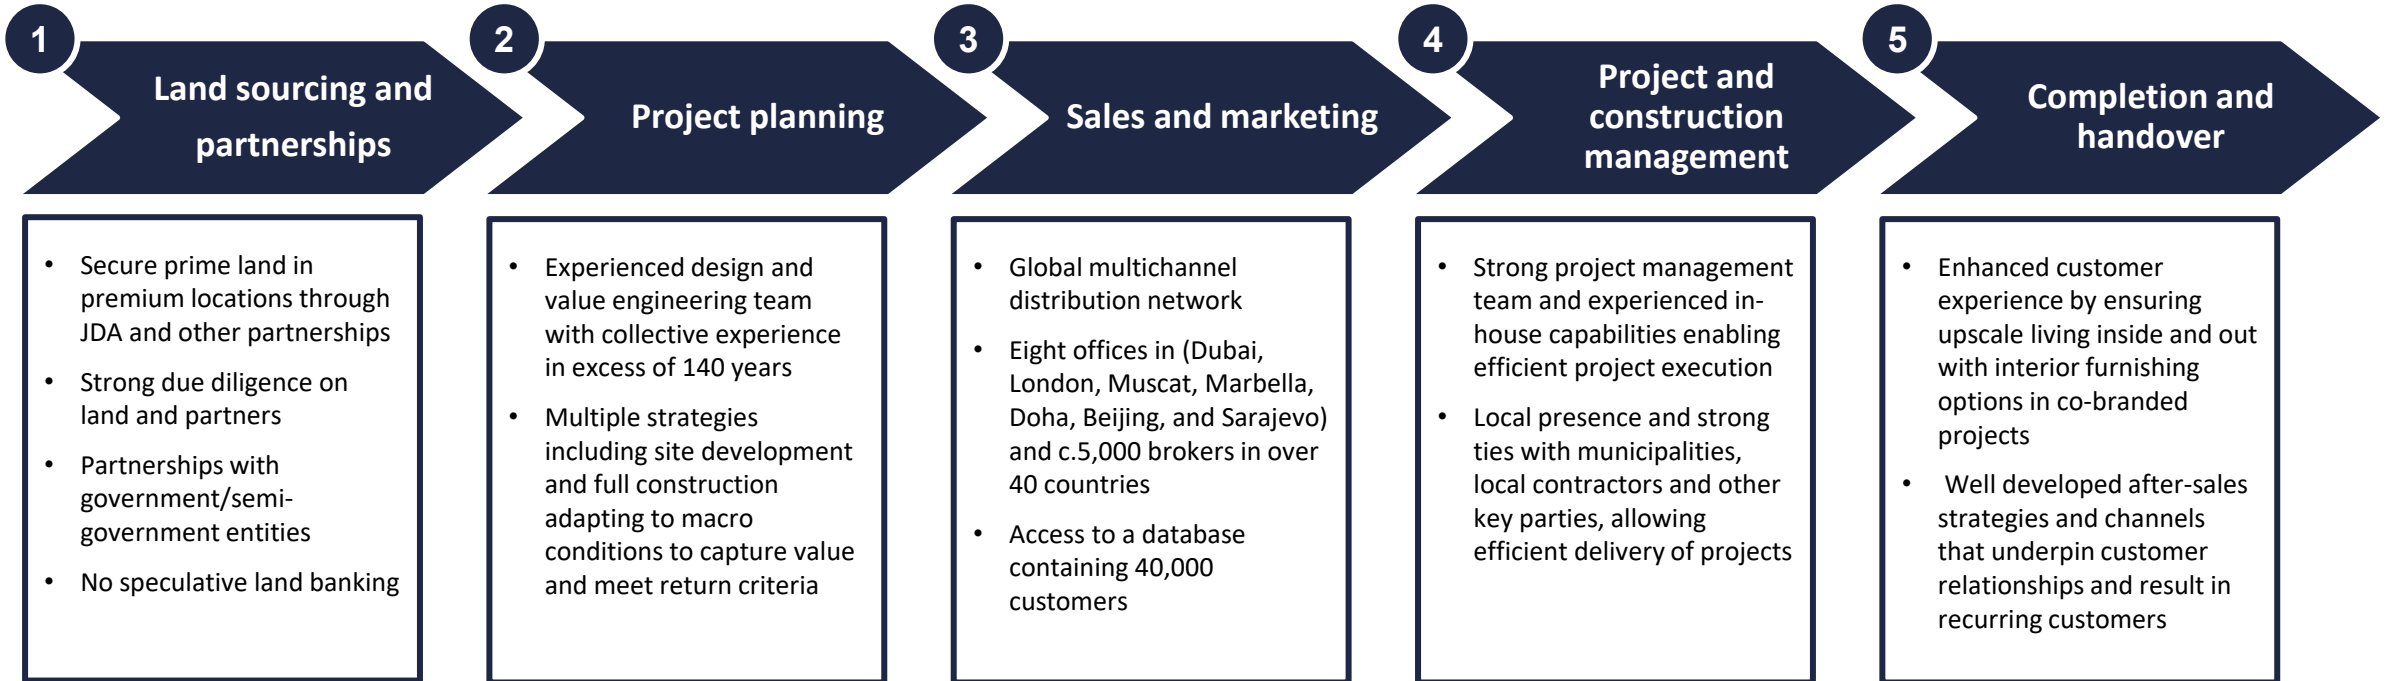 1
Land sourcing and
partnerships
• Secure prime land in
premium locations through
JDA and other partnerships
• Strong due diligence on
land and partners
• Partnerships with
government/semi-
government entities
• No speculative land banking
2
Project planning
• Experienced design and
value engineering team
with collective experience
in excess of 140 years
• Multiple strategies
including site development
and full construction
adapting to macro
conditions to capture value
and meet return criteria
3
Sales and marketing
• Global multichannel
distribution network
• Eight offices in (Dubai,
London, Muscat, Marbella,
Doha, Beijing, and Sarajevo)
and c.5,000 brokers in over
40 countries
• Access to a database
containing 40,000
customers
4
Project and
construction
management
• Strong project management
team and experienced in-
house capabilities enabling
efficient project execution
• Local presence and strong
ties with municipalities,
local contractors and other
key parties, allowing
efficient delivery of projects
5
Completion and
handover
• Enhanced customer
experience by ensuring
upscale living inside and out
with interior furnishing
options in co-branded
projects
• Well developed after-sales
strategies and channels
that underpin customer
relationships and result in
recurring customers